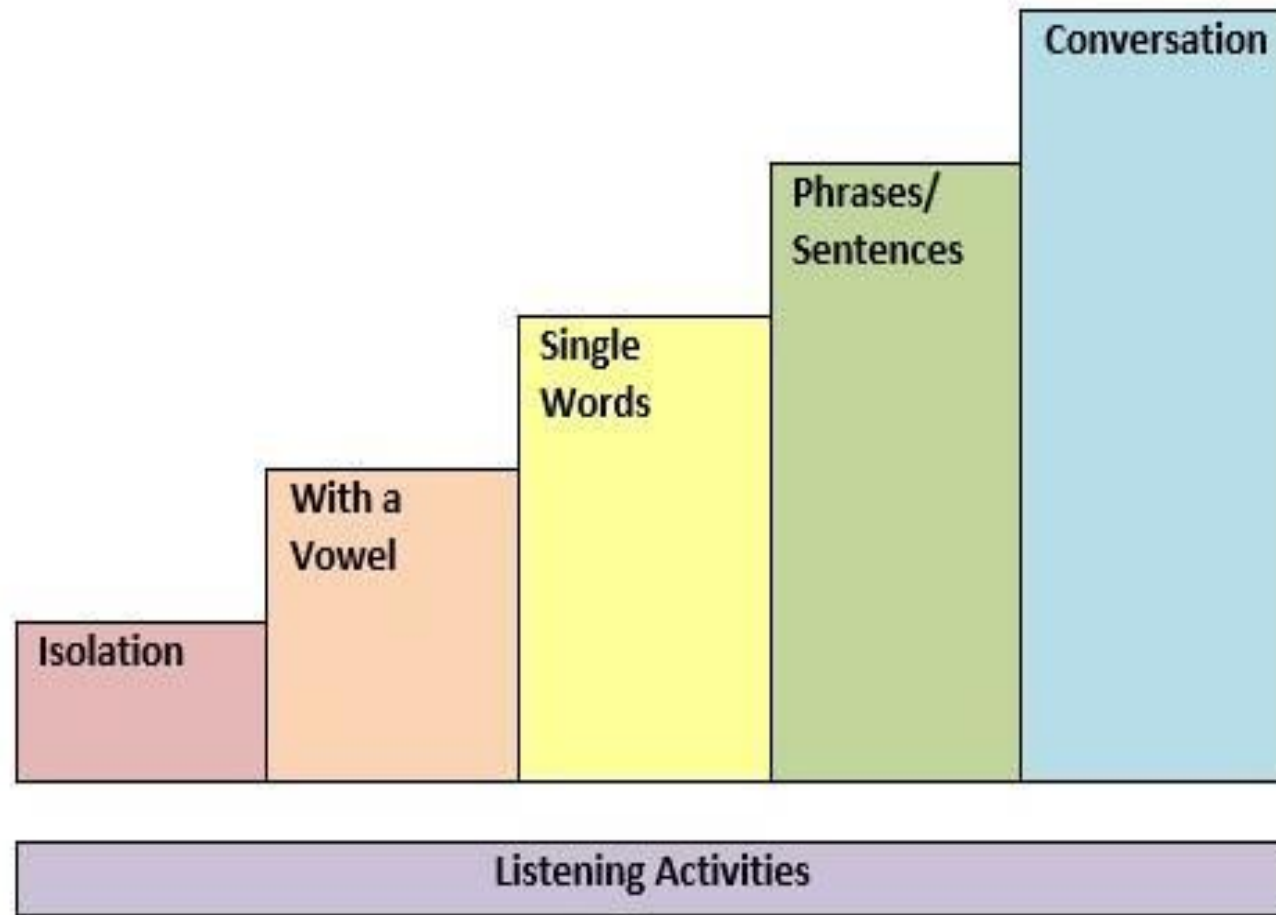 Conversation
Phrases/
Sentences
Single
Words
With a
Vowel
Isolation
Listening Activities